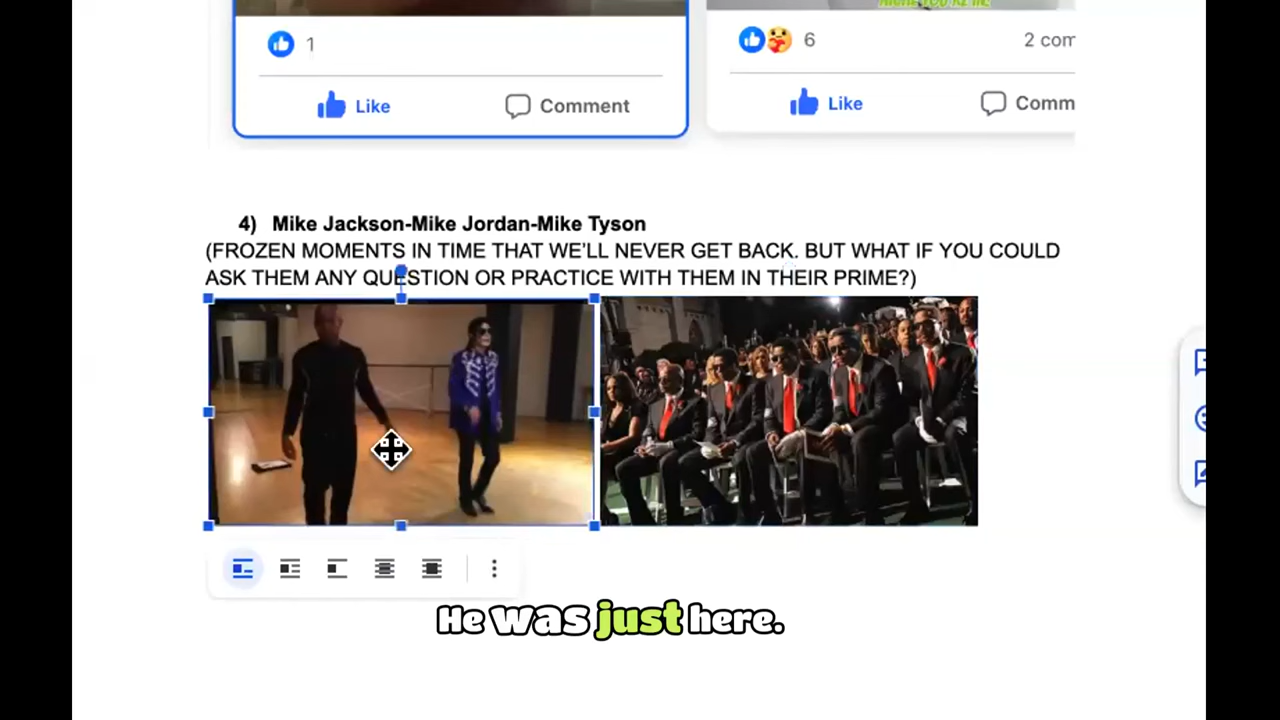 1
6
2 com
Like
Comment
Like
Comm
4) Mike Jackson-Mike Jordan-Mike Tyson
(FROZEN MOMENTS IN TIME THAT WE'LL NEVER GET BACK. BUT WHAT IF YOU COULD
ASK THEM ANY QUESTION OR PRACTICE WITH THEM IN THEIR PRIME?)
He was just here.